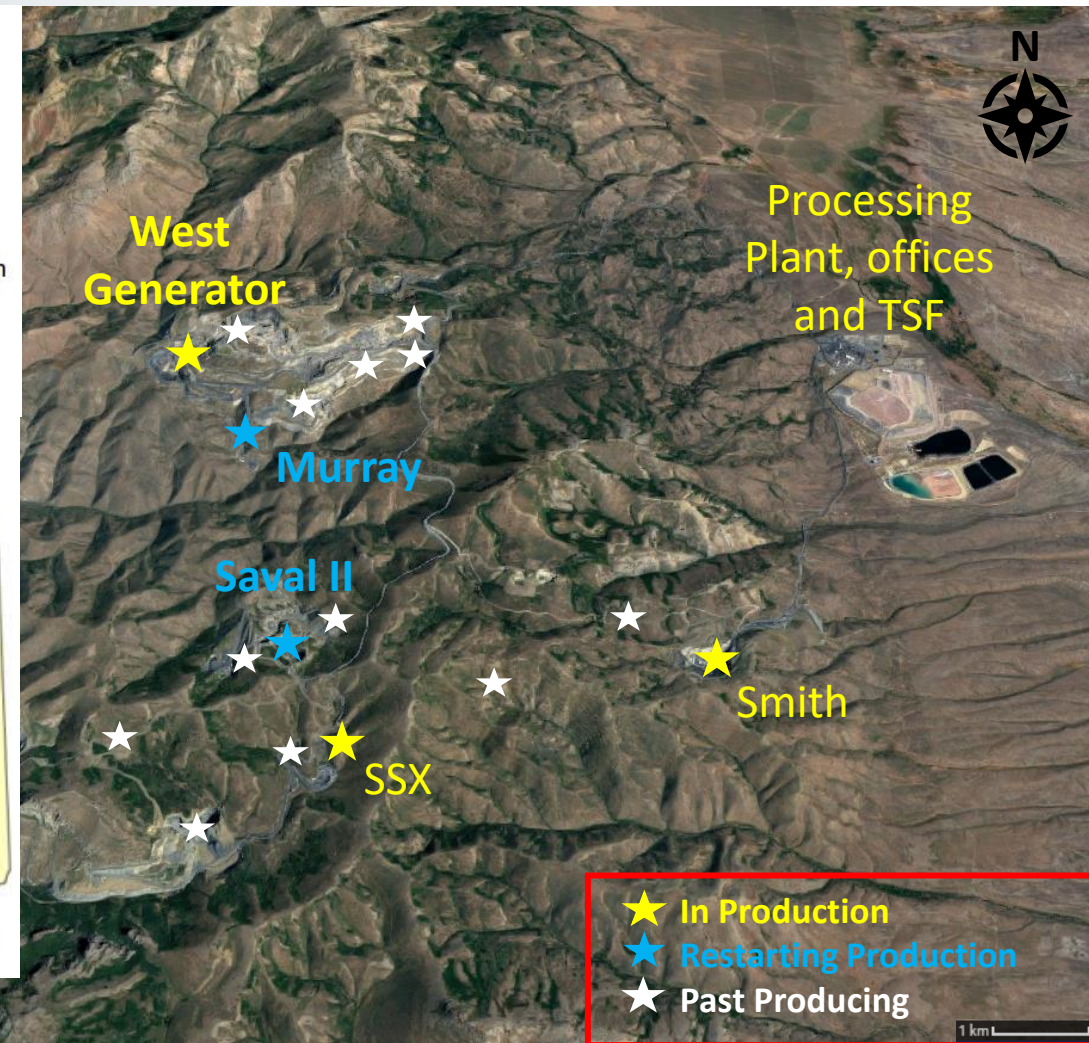 N
Processing
Plant, offices
and TSF
West
Generator
Murray
Saval II
Smith
SSX
In Production
Restarting Production
Past Producing
1 km